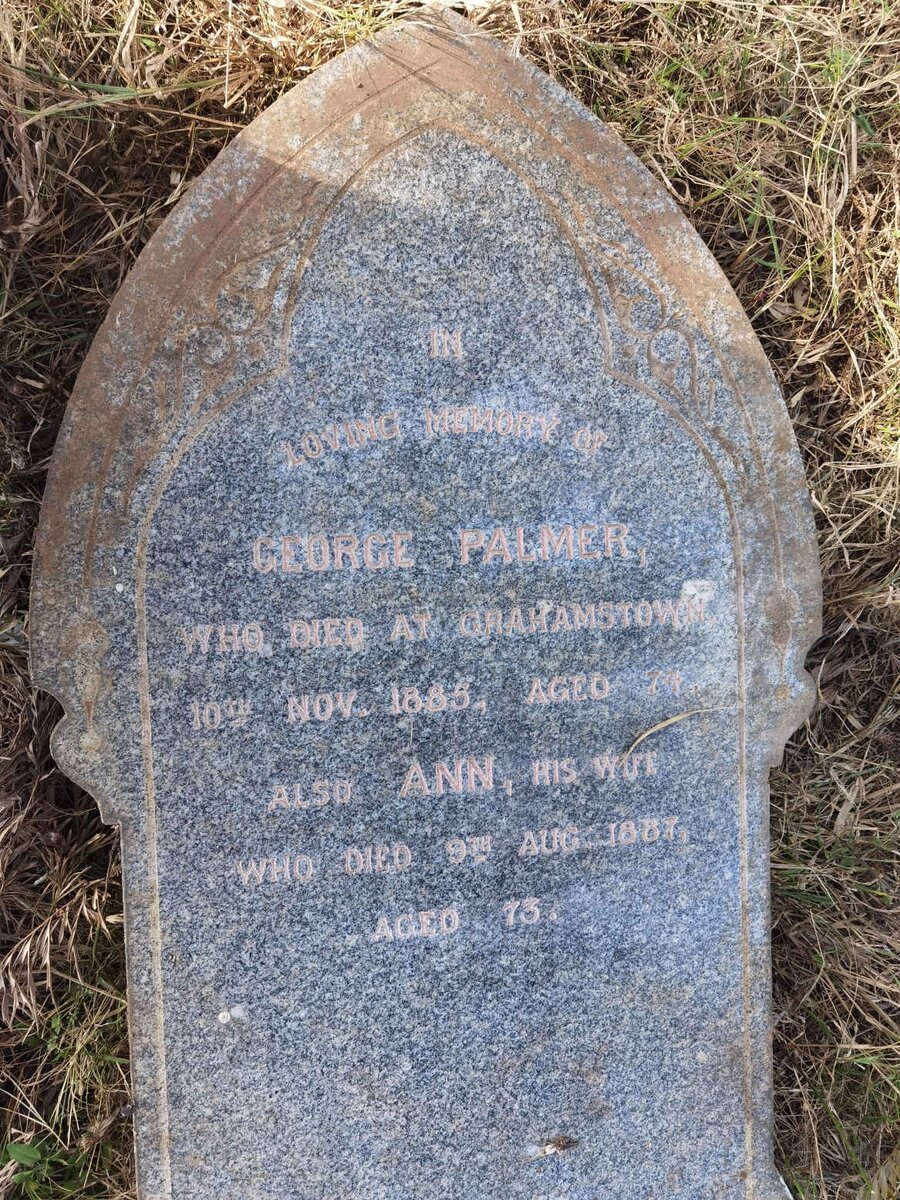 IN
LOVING MEMORY OF
GEORGE PALMER,
WHO DIED AT GRAHAMSTOWN,
10TH NOV. 1885, AGED 74.
ALSO ANN, HIS WIFE
WHO DIED 9TH AUG. 1887,
AGED 73.